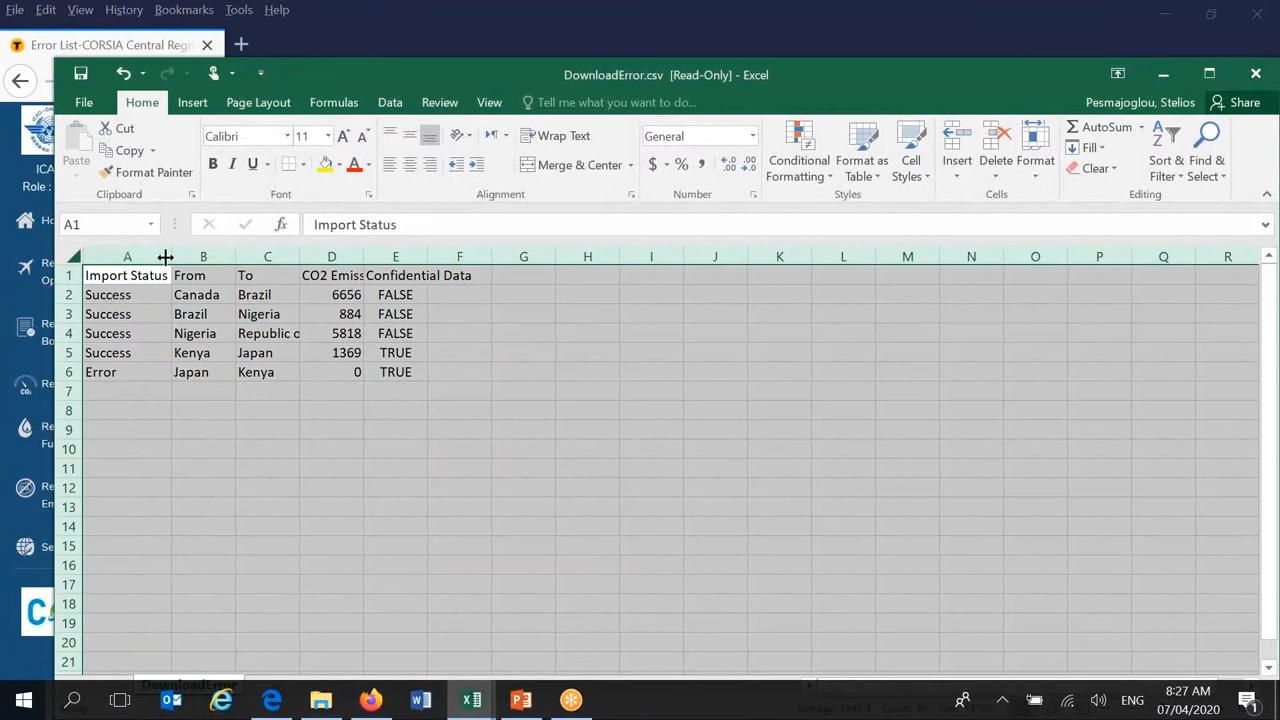 File Edit View History Bookmarks Tools Help
Error List-CORSIA Central Regi
DownloadError.csv [Read-Only] - Excel
File Home Insert Page Layout Formulas Data Review View Tell me what you want to do... Pesmajoglou, Stelios Share
Paste
Cut
Copy
Format Painter
Clipboard
Calibri 11
B I U
Font
Wrap Text
Merge & Center
Alignment
General
$ % ,
Number
Conditional Formatting
Format as Table
Cell Styles
Styles
Insert Delete Format
Cells
AutoSum
Fill
Clear
Sort & Filter
Find & Select
Editing
A1 fx Import Status
A B C D E F G H I J K L M N O P Q R
1 Import Status From To CO2 Emiss Confidential Data
2 Success Canada Brazil 6656 FALSE
3 Success Brazil Nigeria 884 FALSE
4 Success Nigeria Republic o 5818 FALSE
5 Success Kenya Japan 1369 TRUE
6 Error Japan Kenya 0 TRUE
7
8
9
10
11
12
13
14
15
16
17
18
19
20
21
ICA
Role :
Ho
Re
Op
Re
Bo
Re
Re
Fu
Re
Em
Se
DownloadError
ENG
8:27 AM
07/04/2020